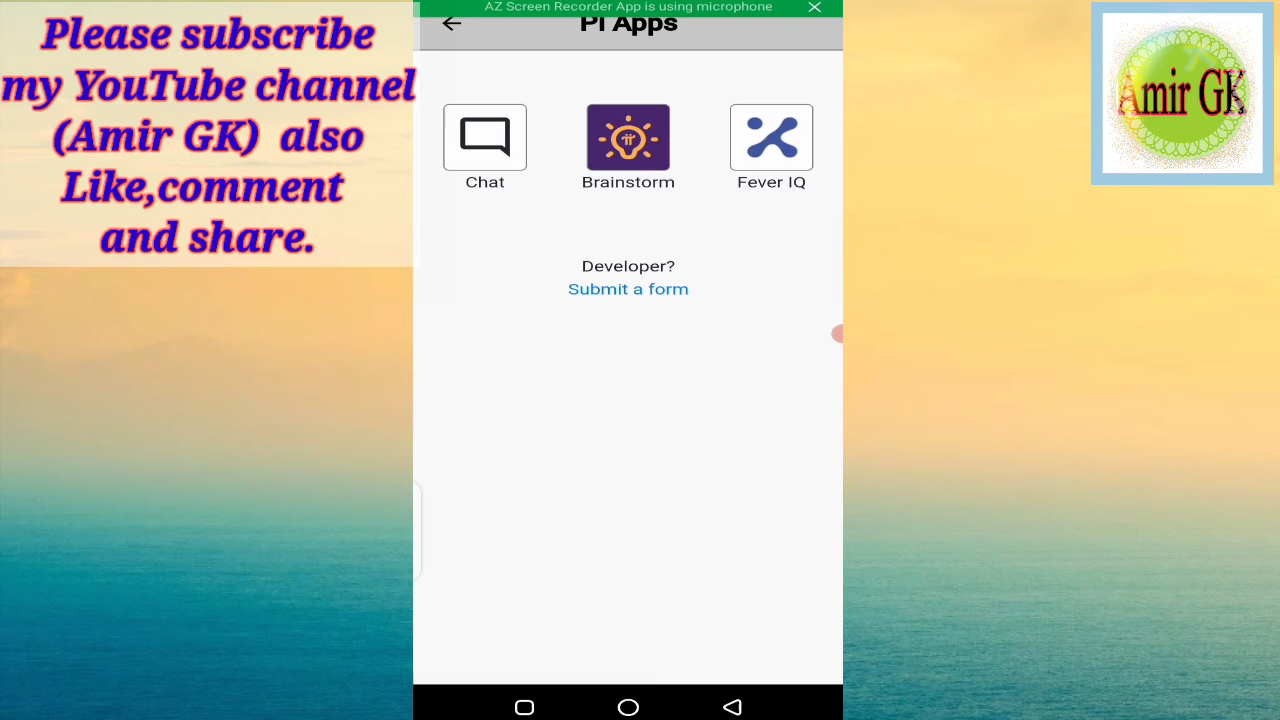 Please subscribe
my YouTube channel
(Amir GK) also
Like,comment
and share.
AZ Screen Recorder App is using microphone
Pi Apps
Chat
Brainstorm
Fever IQ
Developer?
Submit a form
Amir GK